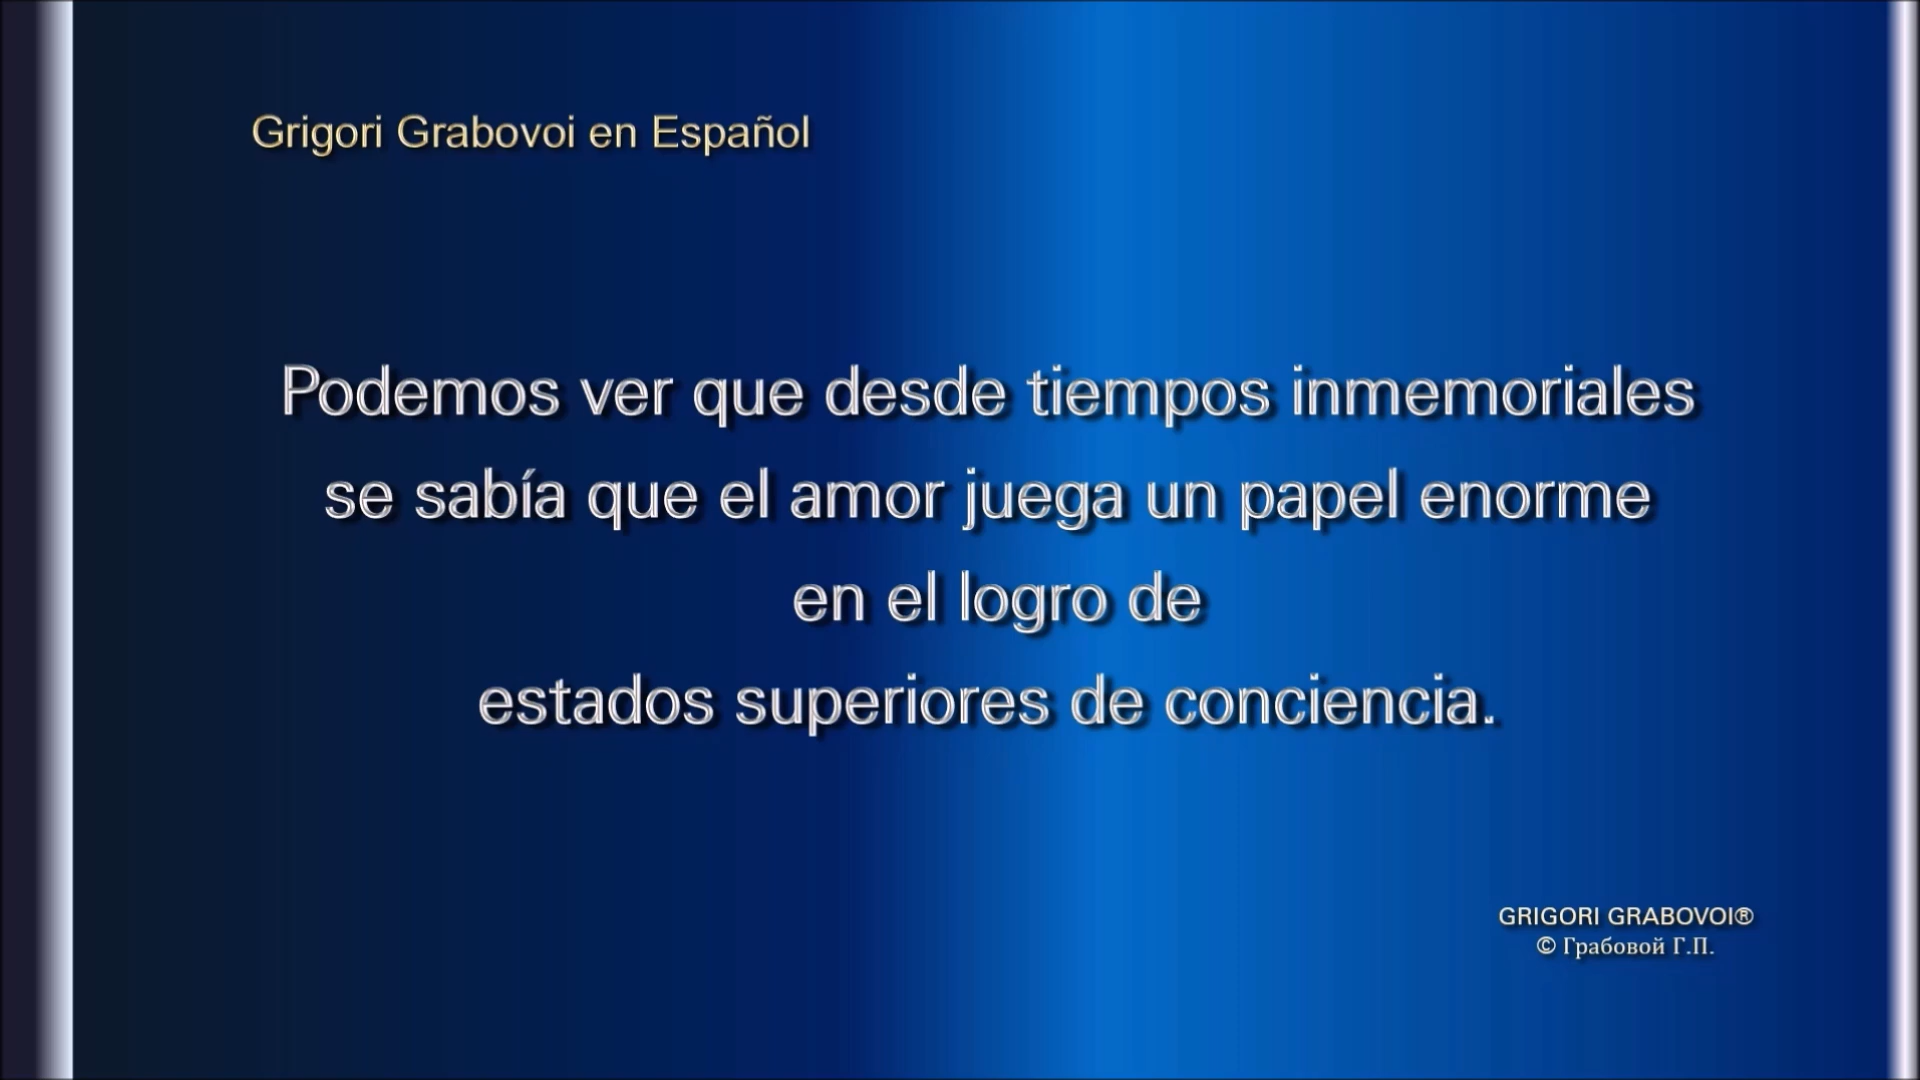 Grigori Grabovoi en Español
Podemos ver que desde tiempos inmemoriales
se sabía que el amor juega un papel enorme
en el logro de
estados superiores de conciencia.
GRIGORI GRABOVOI®
© Грабовой Г.П.